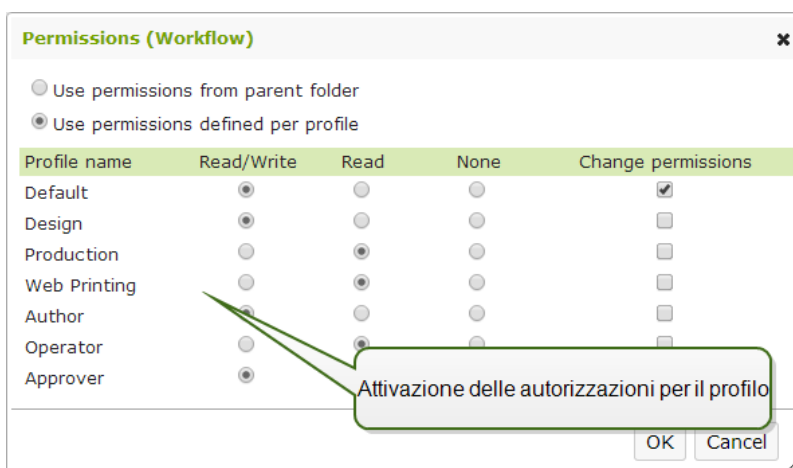 Permissions (Workflow)
Use permissions from parent folder
Use permissions defined per profile
Profile name Read/Write Read None Change permissions
Default
Design
Production
Web Printing
Author
Operator
Approver
Attivazione delle autorizzazioni per il profilo
OK Cancel